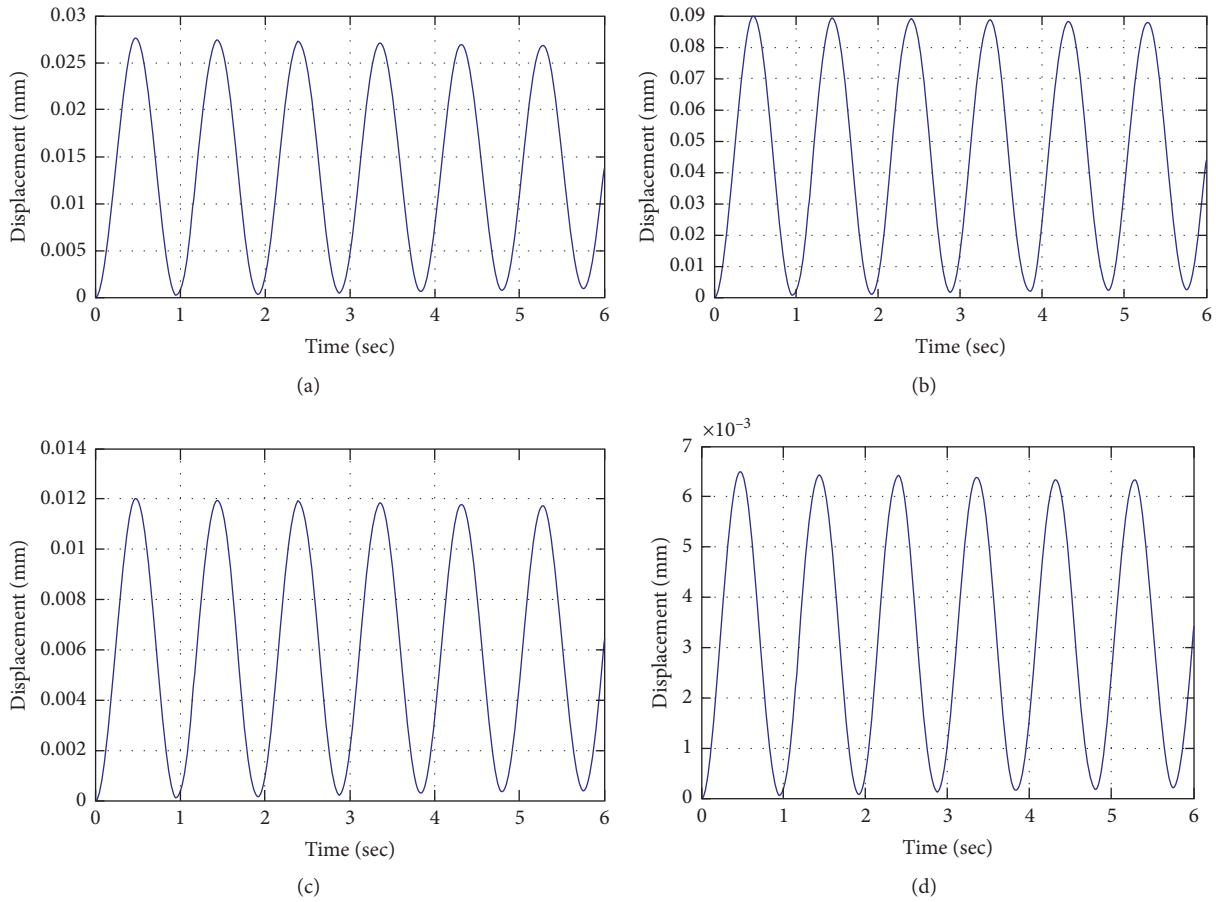 0.03
0.025
0.02
0.015
0.01
0.005
0
Displacement (mm)
0 1 2 3 4 5 6
Time (sec)
(a)
0.09
0.08
0.07
0.06
0.05
0.04
0.03
0.02
0.01
0
Displacement (mm)
0 1 2 3 4 5 6
Time (sec)
(b)
0.014
0.012
0.01
0.008
0.006
0.004
0.002
0
Displacement (mm)
0 1 2 3 4 5 6
Time (sec)
(c)
×10⁻³
7
6
5
4
3
2
1
0
Displacement (mm)
0 1 2 3 4 5 6
Time (sec)
(d)